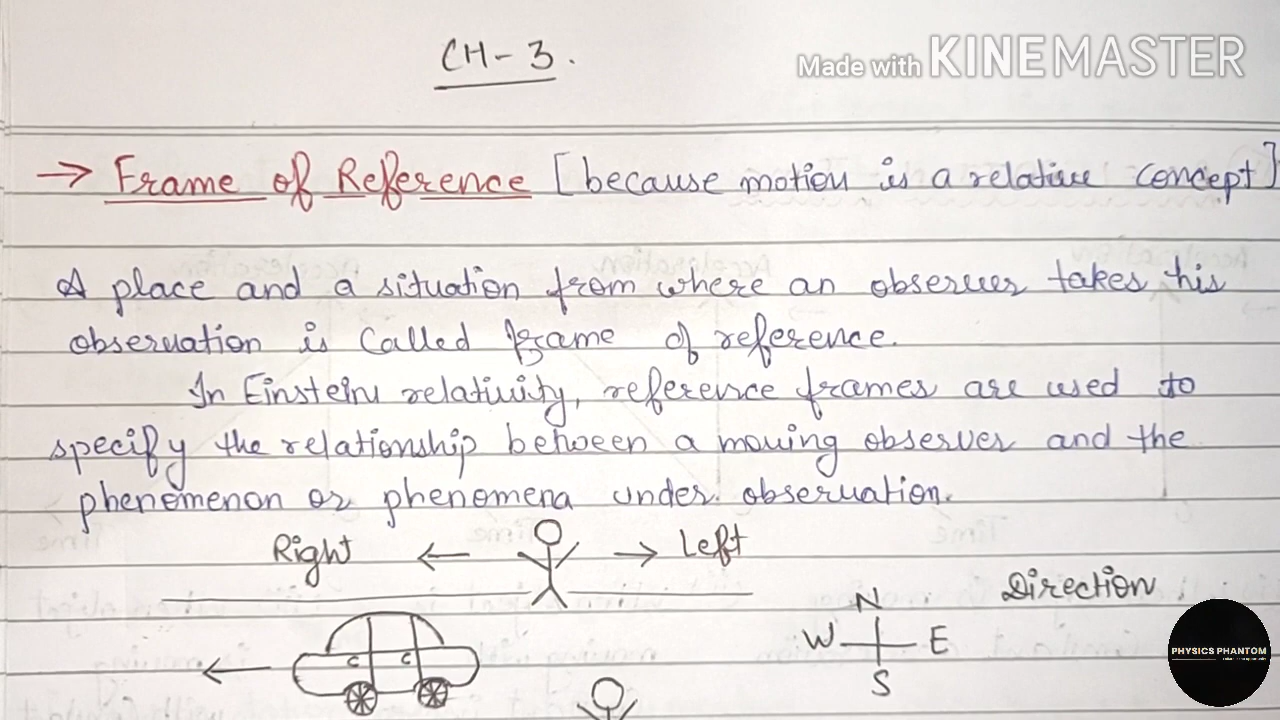 CH-3.
Made with KINEMASTER
→ Frame of Reference [because motion is a relative concept]
A place and a situation from where an observer takes his
observation is called frame of reference.
In Einstein relativity, reference frames are used to
specify the relationship between a moving observer and the
phenomenon or phenomena under observation.
Right ← → Left
Direction
N
W E
S
C C
PHYSICS PHANTOM